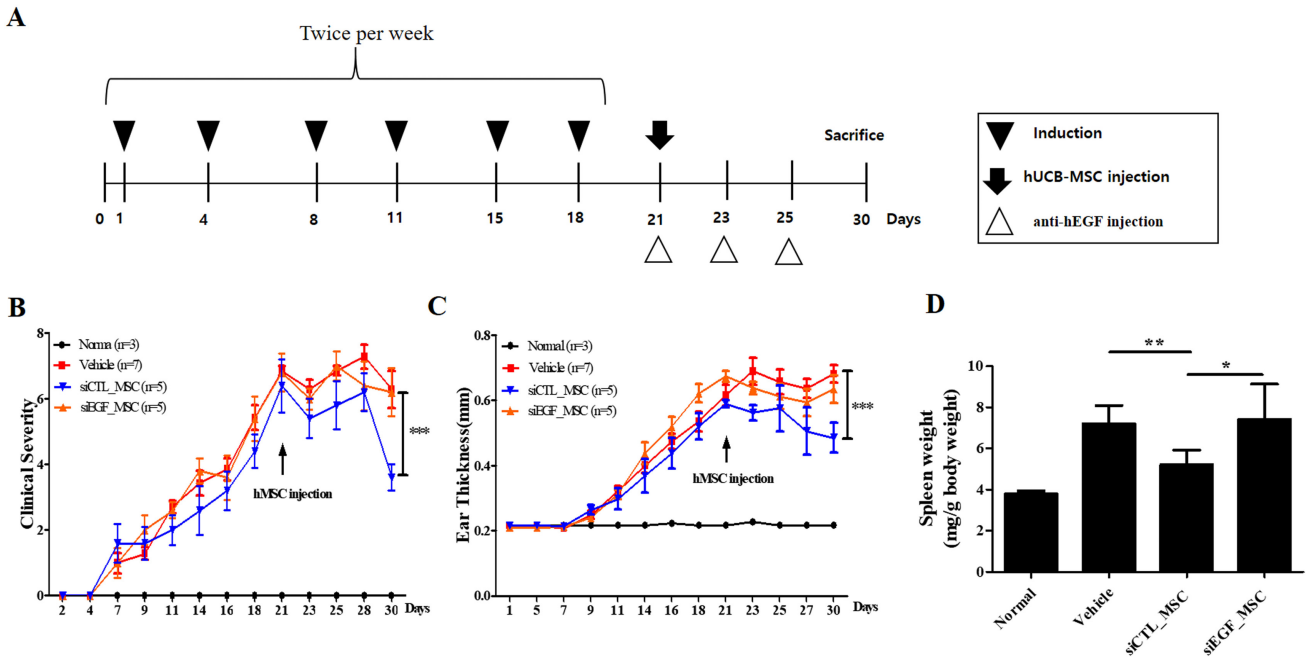 A
Twice per week
Sacrifice
0 1 4 8 11 15 18 21 23 25 30 Days
Induction
hUCB-MSC injection
anti-hEGF injection
B
Norma (n=3)
Vehicle (n=7)
siCTL_MSC (n=5)
siEGF_MSC (n=5)
Clinical Severity
8
6
4
2
0
hMSC injection
***
2 4 7 9 11 14 16 18 21 23 25 28 30 Days
C
Normal (n=3)
Vehicle (n=7)
siCTL_MSC (n=5)
siEGF_MSC (n=5)
Ear Thickness(mm)
0.8
0.6
0.4
0.2
0.0
hMSC injection
***
1 5 7 9 11 14 16 18 21 23 25 27 30 Days
D
Spleen weight
(mg/g body weight)
10
8
6
4
2
0
**
*
Normal
Vehicle
siCTL_MSC
siEGF_MSC